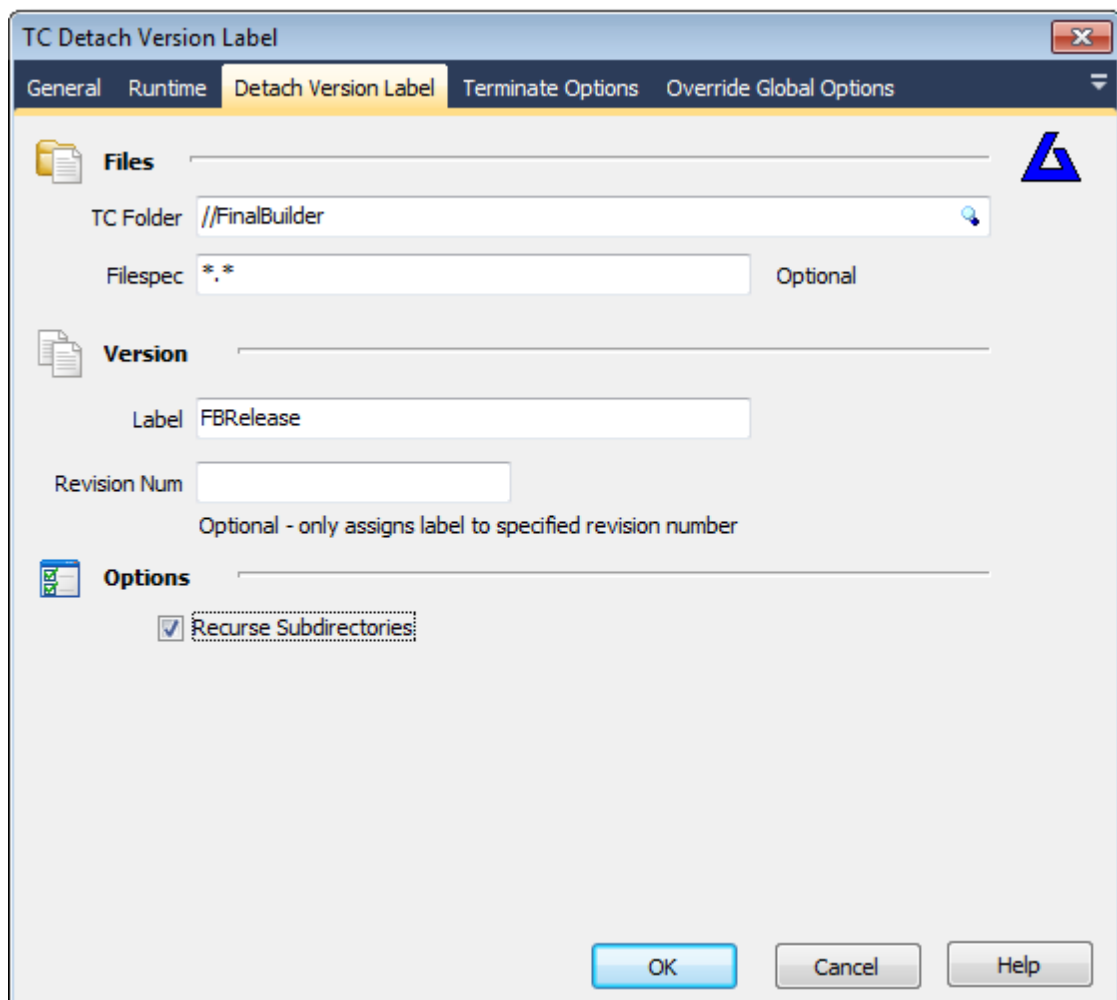 TC Detach Version Label
General Runtime Detach Version Label Terminate Options Override Global Options
Files
TC Folder //FinalBuilder
Filespec *.* Optional
Version
Label FBRelease
Revision Num
Optional - only assigns label to specified revision number
Options
Recurse Subdirectories
OK Cancel Help